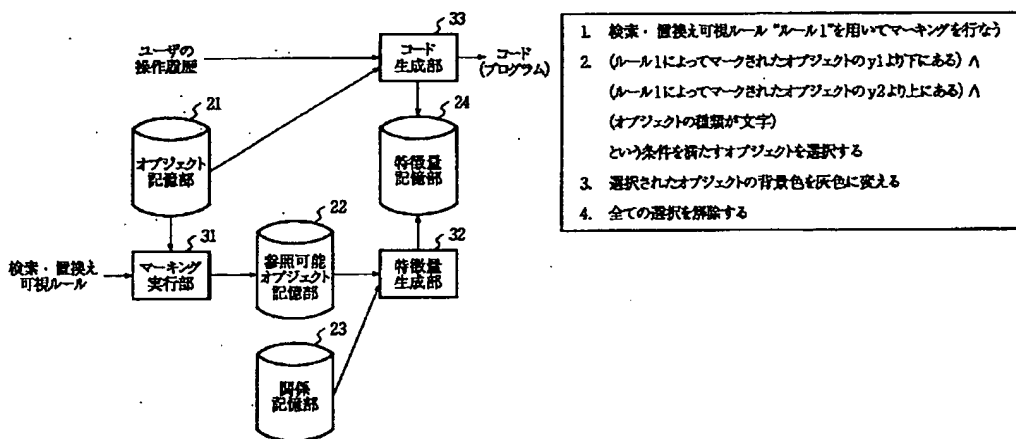 33
ユーザの
操作履歴
コード
生成部
コード
(プログラム)
21
24
オブジェクト
記憶部
特徴量
記憶部
22
31
32
検索・置換え
可視ルール
マーキング
実行部
参照可能
オブジェクト
記憶部
特徴量
生成部
23
関係
記憶部
1. 検索・置換え可視ルール “ルール1”を用いてマーキングを行なう
2. (ルール1によってマークされたオブジェクトのy1より下にある) ∧
(ルール1によってマークされたオブジェクトのy2より上にある) ∧
(オブジェクトの種類が文字)
という条件を満たすオブジェクトを選択する
3. 選択されたオブジェクトの背景色を灰色に変える
4. 全ての選択を解除する